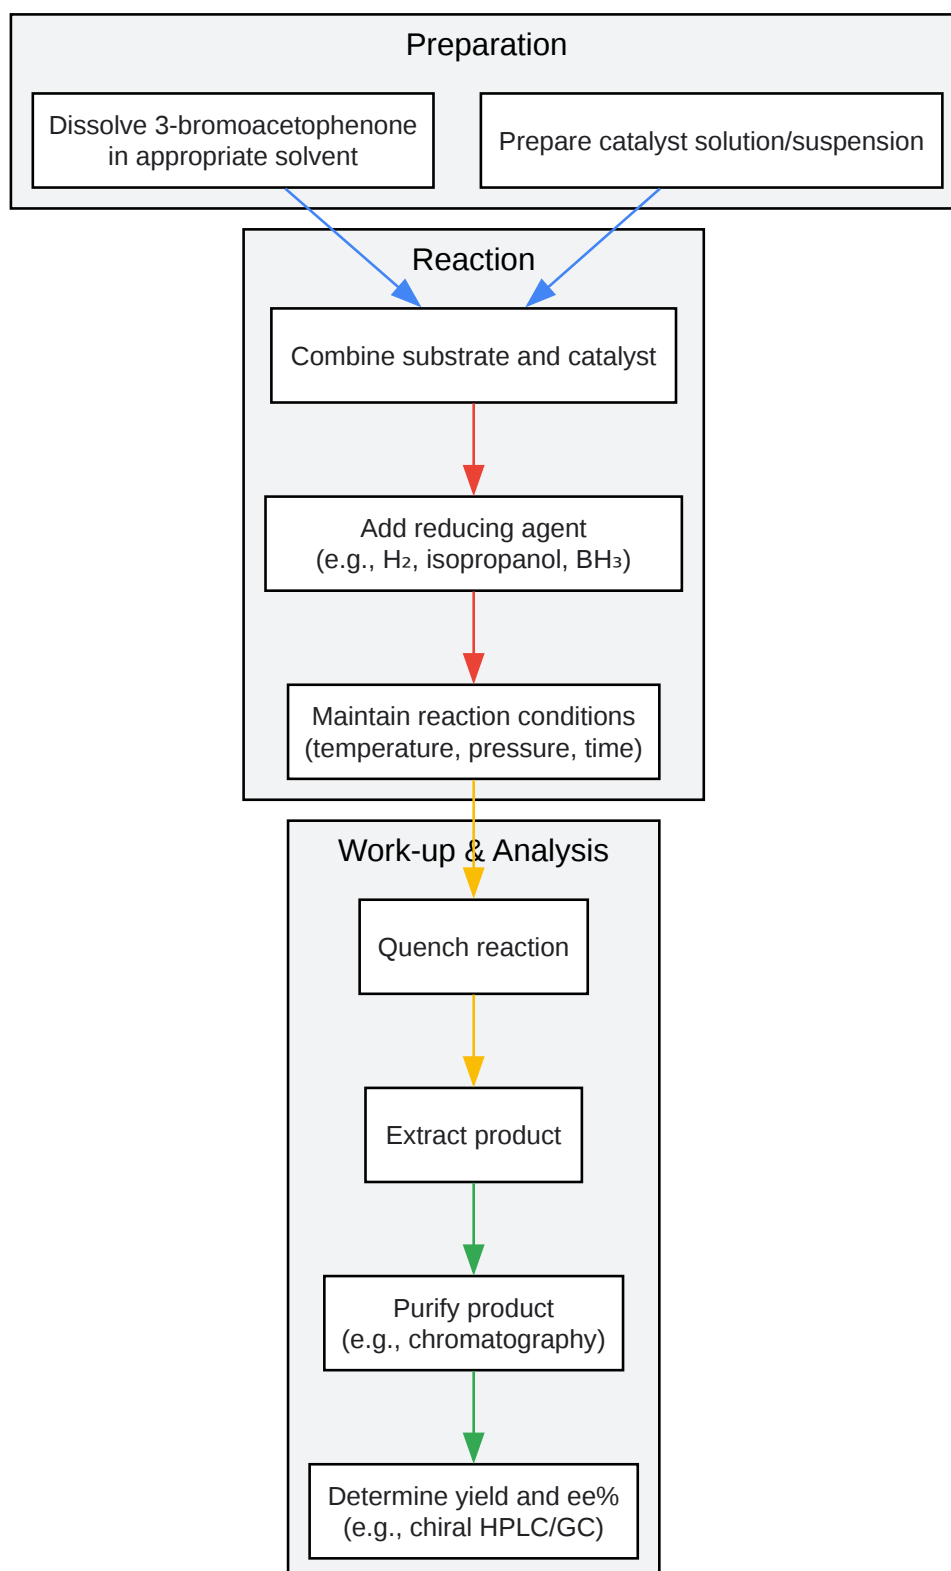 Preparation
Dissolve 3-bromoacetophenone
in appropriate solvent
Prepare catalyst solution/suspension
Reaction
Combine substrate and catalyst
Add reducing agent
(e.g., H₂, isopropanol, BH₃)
Maintain reaction conditions
(temperature, pressure, time)
Work-up & Analysis
Quench reaction
Extract product
Purify product
(e.g., chromatography)
Determine yield and ee%
(e.g., chiral HPLC/GC)